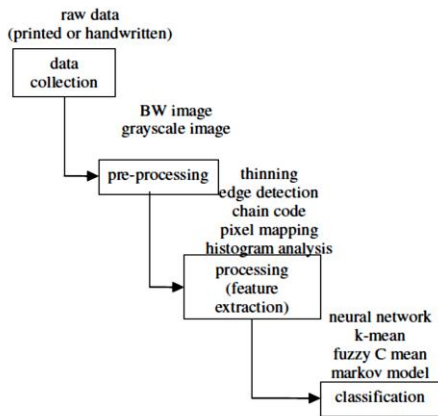 raw data
(printed or handwritten)
data
collection
BW image
grayscale image
pre-processing
thinning
edge detection
chain code
pixel mapping
histogram analysis
processing
(feature
extraction)
neural network
k-mean
fuzzy C mean
markov model
classification